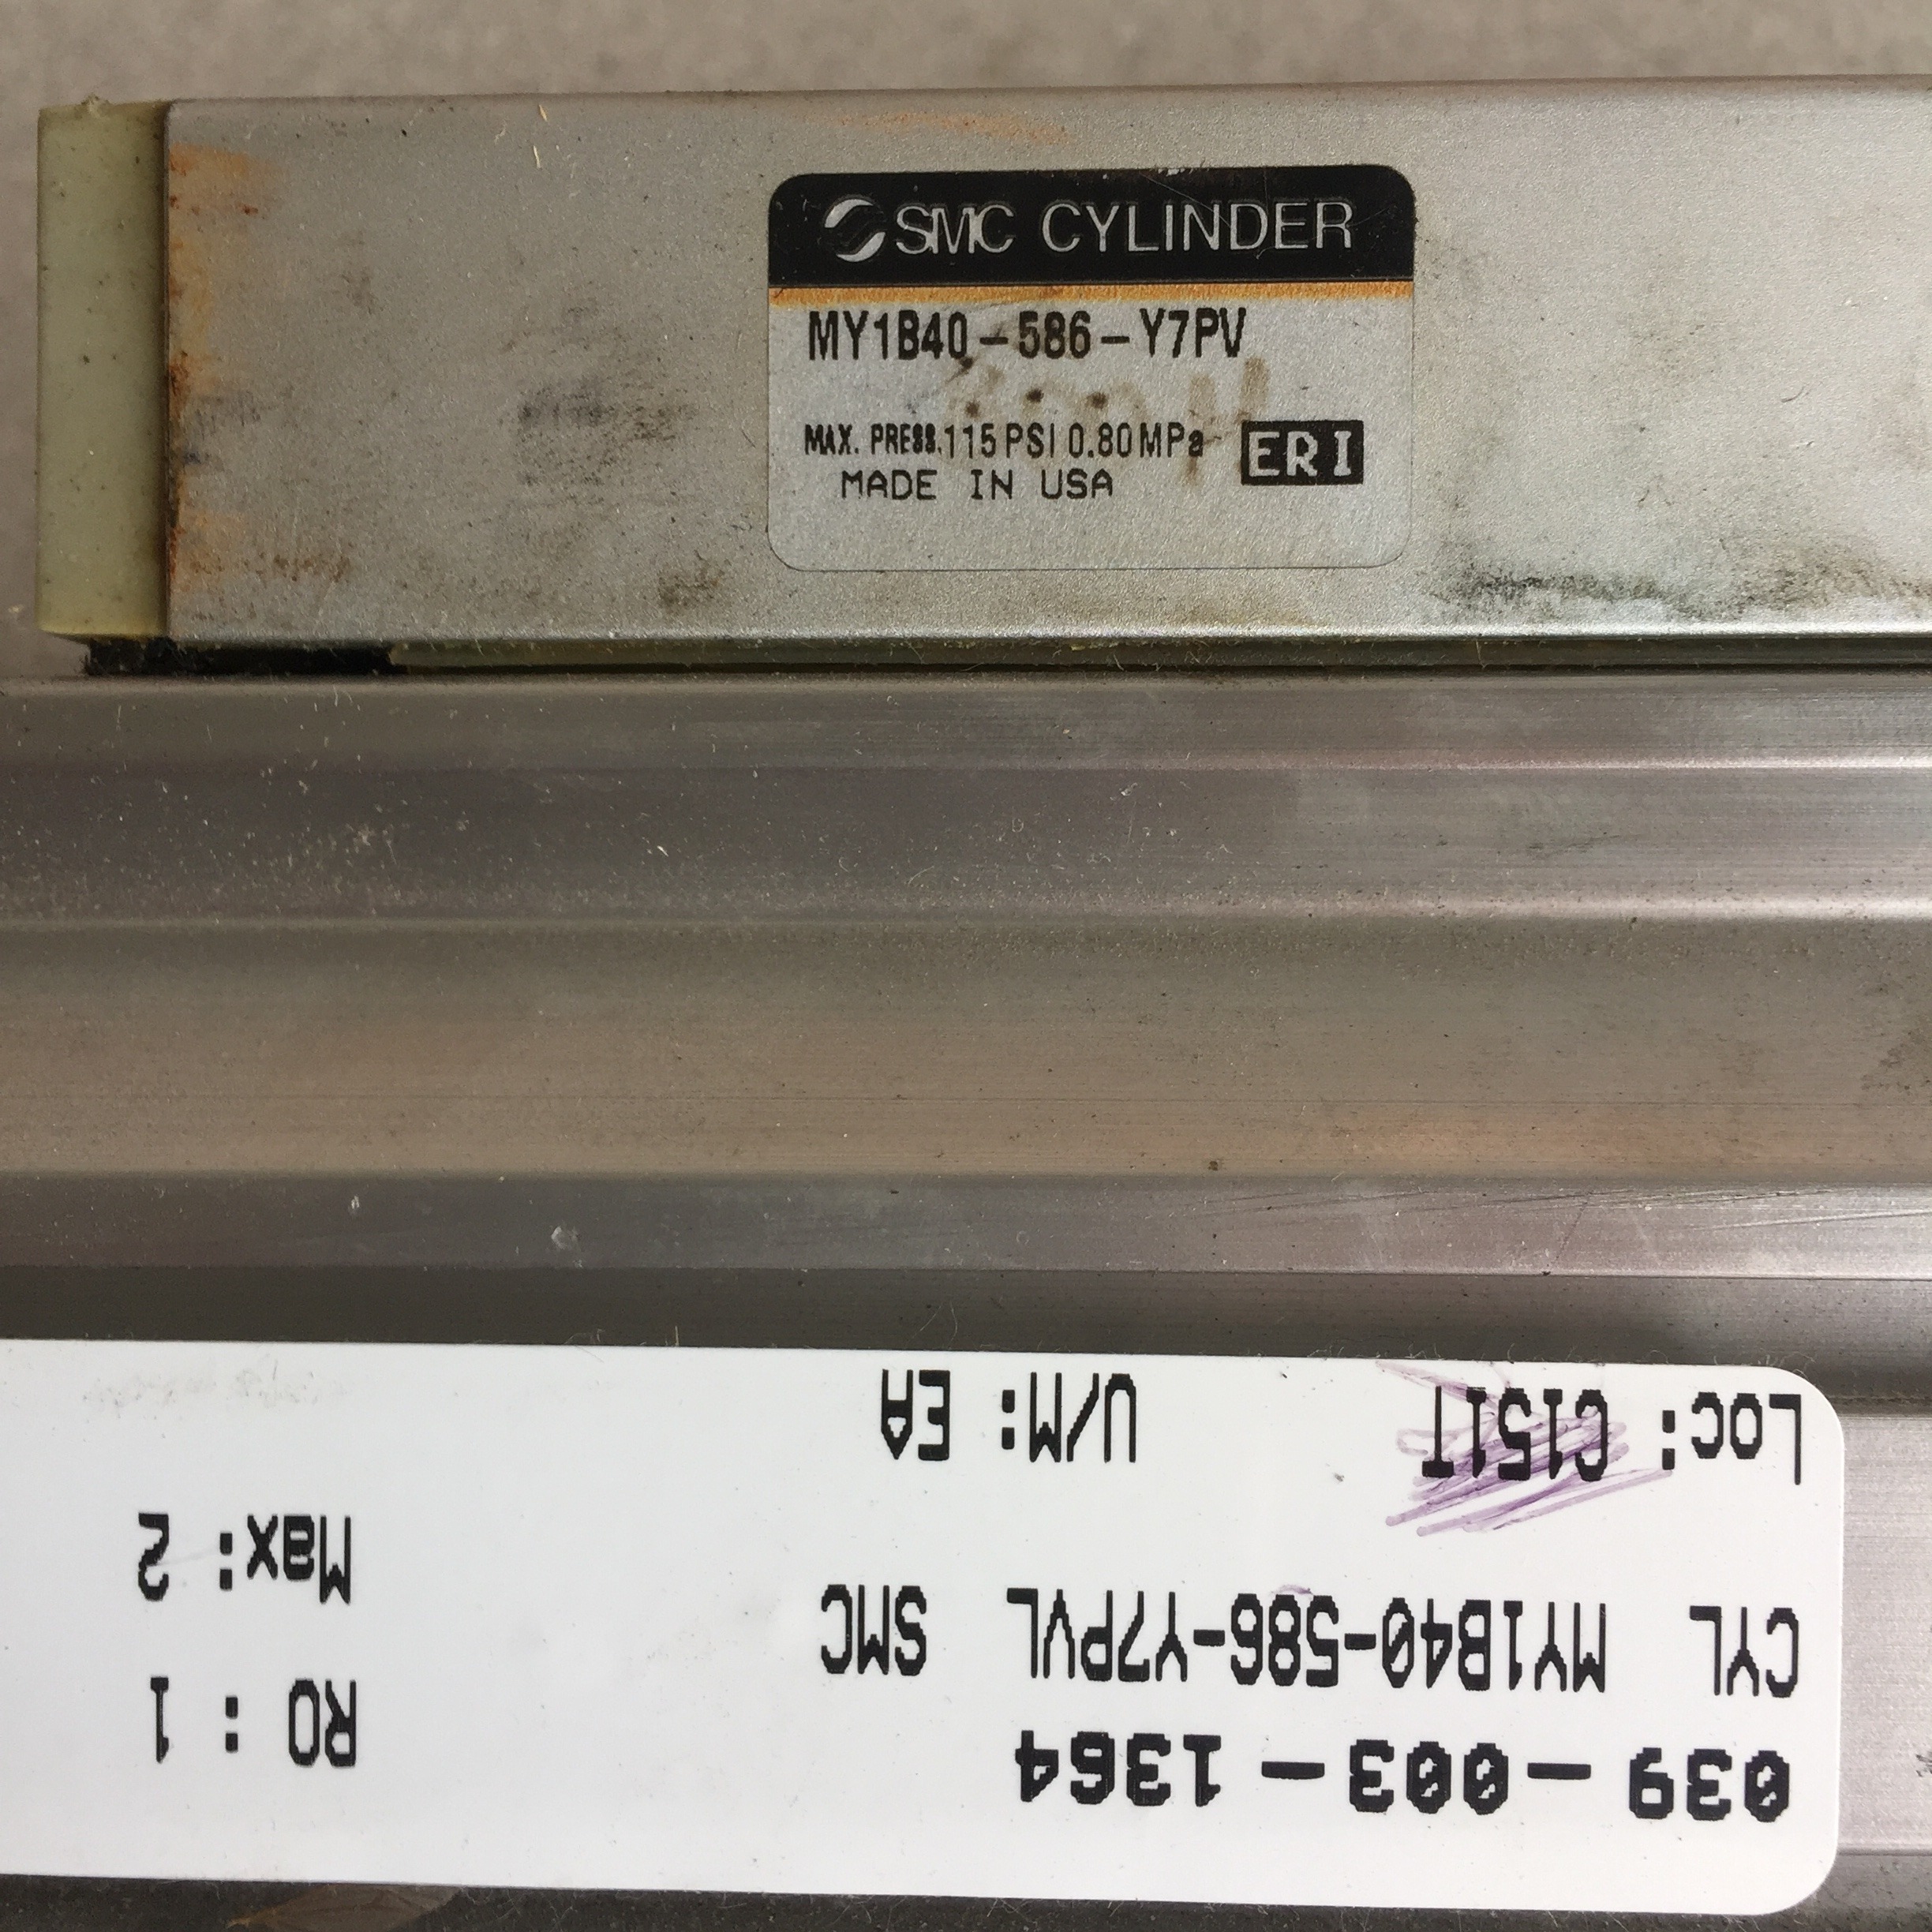 SMC CYLINDER
MY1B40-586-Y7PV
MAX. PRESS. 115 PSI 0.80 MPa ERI
MADE IN USA
039-003-1364
CYL MY1B40-586-Y7PVL SMC RO : 1
Max: 2
Loc: C151T U/M: EA